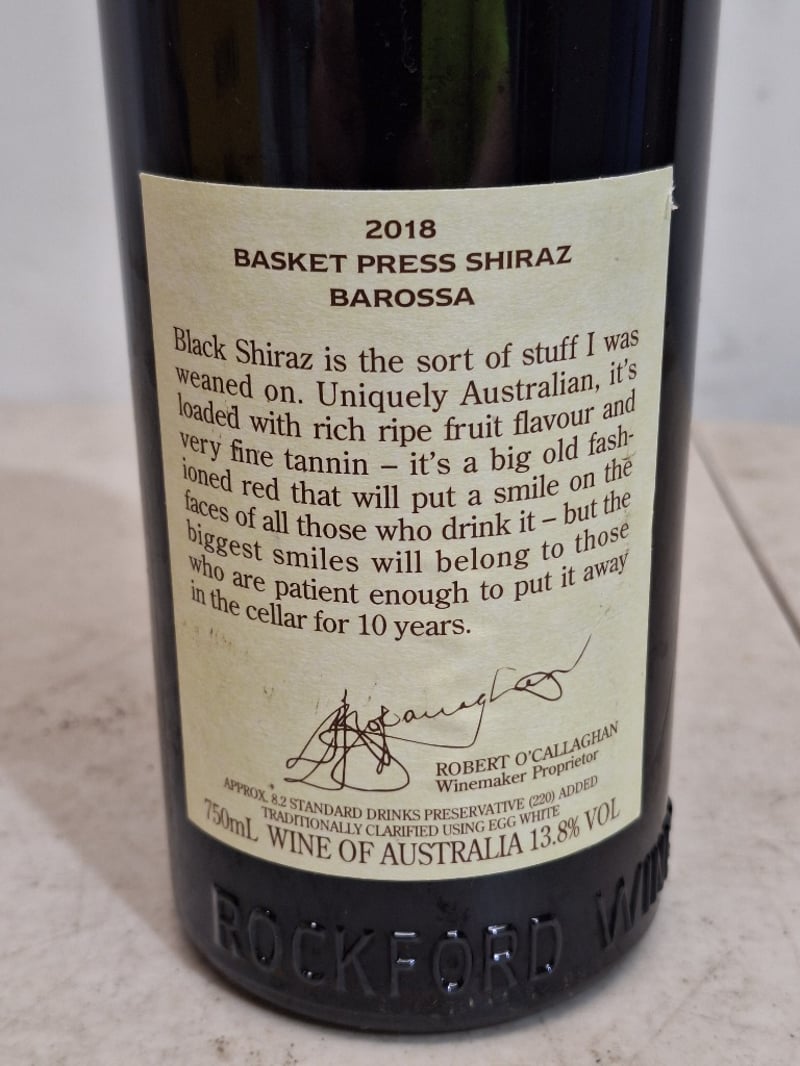 2018
BASKET PRESS SHIRAZ
BAROSSA
Black Shiraz is the sort of stuff I was
weaned on. Uniquely Australian, it's
loaded with rich ripe fruit flavour and
very fine tannin – it's a big old fash-
ioned red that will put a smile on the
faces of all those who drink it – but the
biggest smiles will belong to those
who are patient enough to put it away
in the cellar for 10 years.
ROBERT O'CALLAGHAN
Winemaker Proprietor
APPROX. 8.2 STANDARD DRINKS PRESERVATIVE (220) ADDED
TRADITIONALLY CLARIFIED USING EGG WHITE
750mL WINE OF AUSTRALIA 13.8% VOL
ROCKFORD